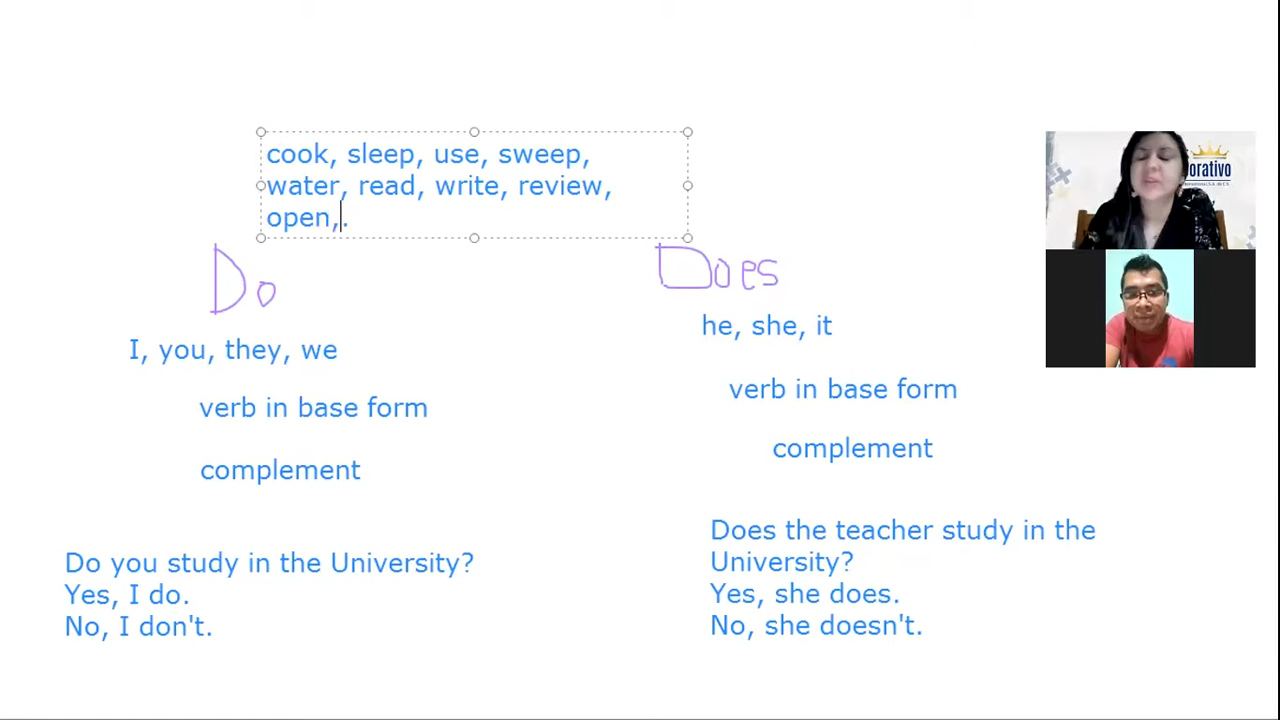 cook, sleep, use, sweep,
water, read, write, review,
open,.
Do
Does
I, you, they, we
he, she, it
verb in base form
verb in base form
complement
complement
Do you study in the University?
Yes, I do.
No, I don't.
Does the teacher study in the
University?
Yes, she does.
No, she doesn't.
orativo